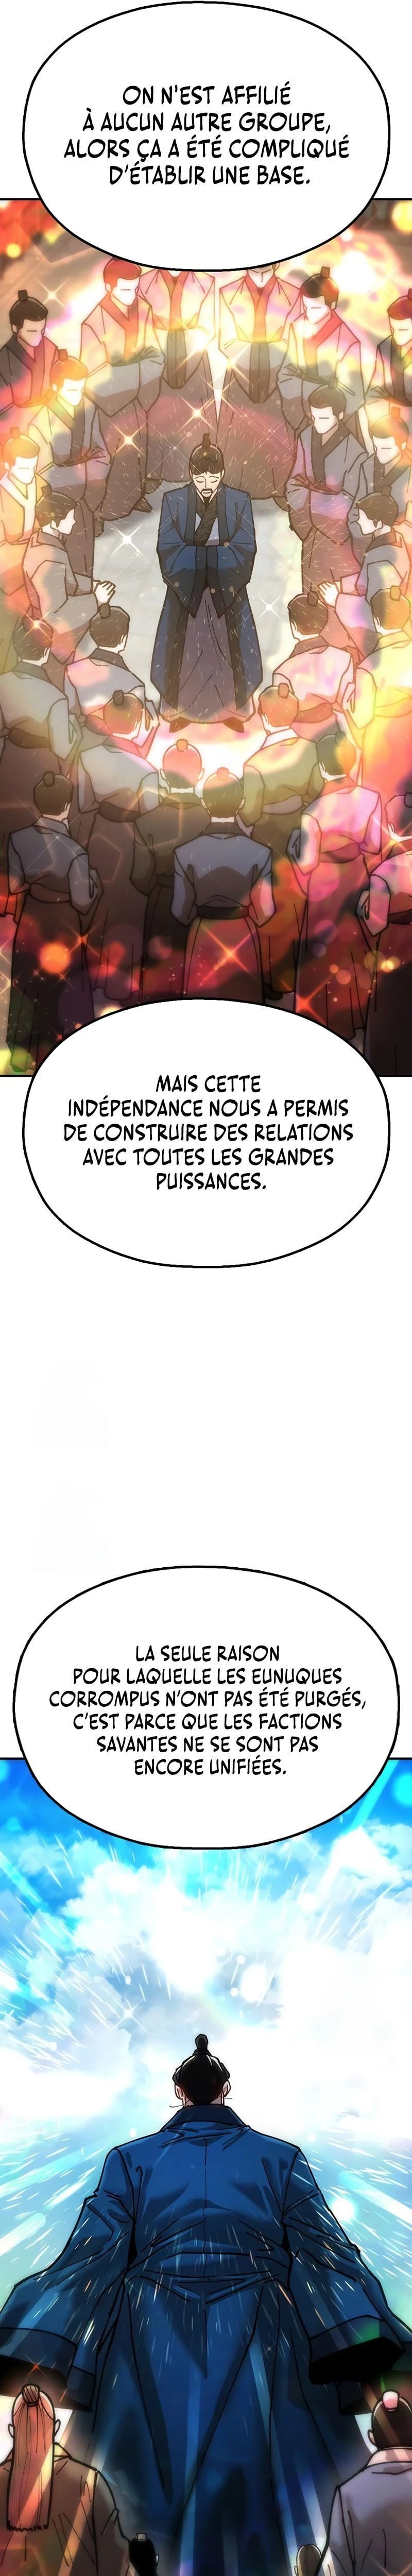 ON N'EST AFFILIÉ
À AUCUN AUTRE GROUPE,
ALORS ÇA A ÉTÉ COMPLIQUÉ
D'ÉTABLIR UNE BASE.
MAIS CETTE
INDÉPENDANCE NOUS A PERMIS
DE CONSTRUIRE DES RELATIONS
AVEC TOUTES LES GRANDES
PUISSANCES.
LA SEULE RAISON
POUR LAQUELLE LES EUNUQUES
CORROMPUS N'ONT PAS ÉTÉ PURGÉS,
C'EST PARCE QUE LES FACTIONS
SAVANTES NE SE SONT PAS
ENCORE UNIFIÉES.